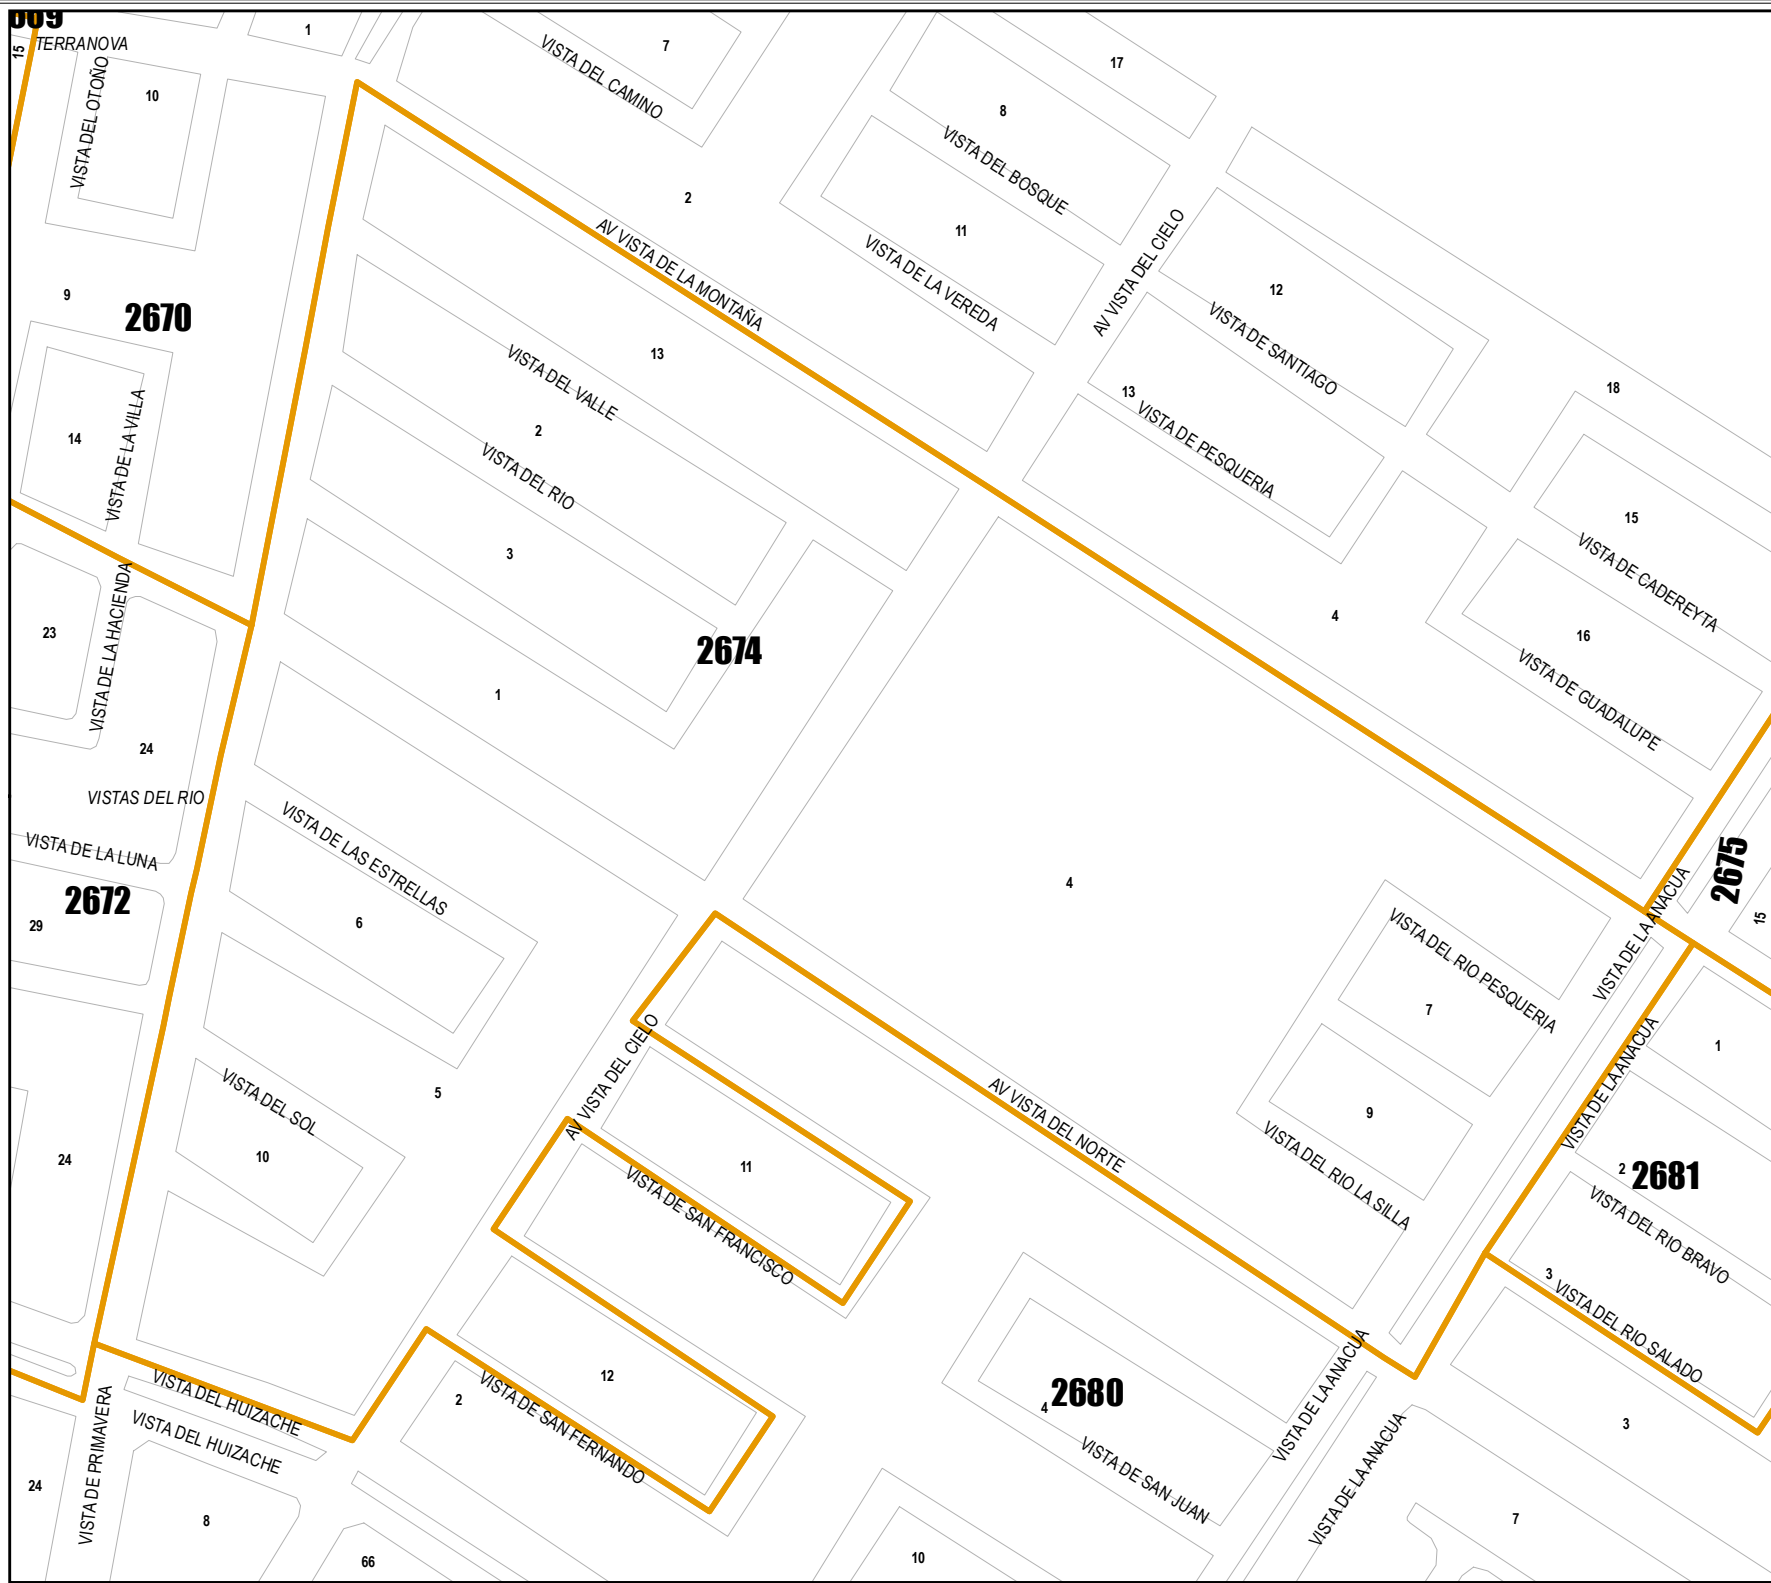 009
15
TERRANOVA
1
7
17
VISTA DEL CAMINO
VISTA DEL OTOÑO
10
8
VISTA DEL BOSQUE
2
11
AV VISTA DEL CIELO
AV VISTA DE LA MONTAÑA
VISTA DE LA VEREDA
12
VISTA DE SANTIAGO
9
2670
13
VISTA DEL VALLE
13
VISTA DE PESQUERIA
18
14
VISTA DE LA VILLA
2
VISTA DEL RIO
15
VISTA DE CADEREYTA
3
VISTA DE LA HACIENDA
23
4
16
VISTA DE GUADALUPE
2674
1
24
VISTAS DEL RIO
VISTA DE LA LUNA
VISTA DE LAS ESTRELLAS
2672
29
6
4
2675
15
VISTA DE LA ANACUA
VISTA DEL RIO PESQUERIA
7
VISTA DE LA ANACUA
1
AV VISTA DEL CIELO
VISTA DEL SOL
5
AV VISTA DEL NORTE
9
VISTA DEL RIO LA SILLA
24
10
11
VISTA DE SAN FRANCISCO
2
2681
VISTA DEL RIO BRAVO
3
VISTA DEL RIO SALADO
12
VISTA DE SAN FERNANDO
2
2680
4
VISTA DE LA ANACUA
VISTA DE SAN JUAN
VISTA DEL HUIZACHE
VISTA DEL HUIZACHE
VISTA DE PRIMAVERA
VISTA DE LA ANACUA
3
24
8
66
10
7